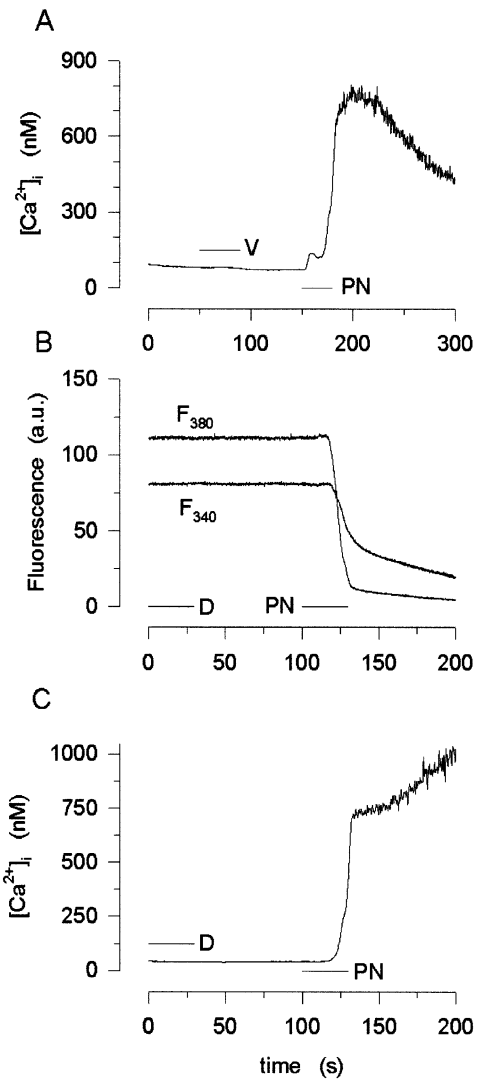 A
[Ca2+]i (nM)
900
600
300
0
V
PN
0 100 200 300
B
Fluorescence (a.u.)
150
100
50
0
F380
F340
D PN
0 50 100 150 200
C
[Ca2+]i (nM)
1000
750
500
250
0
D
PN
0 50 100 150 200
time (s)